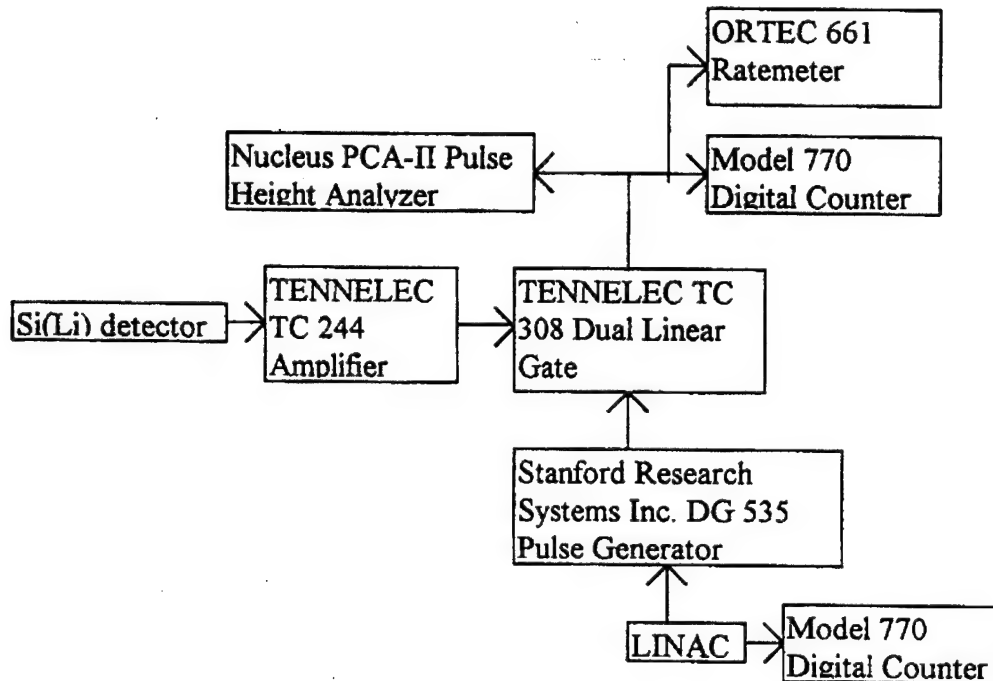 ORTEC 661
Ratemeter
Nucleus PCA-II Pulse
Height Analyzer
Model 770
Digital Counter
Si(Li) detector
TENNELEC
TC 244
Amplifier
TENNELEC TC
308 Dual Linear
Gate
Stanford Research
Systems Inc. DG 535
Pulse Generator
LINAC
Model 770
Digital Counter